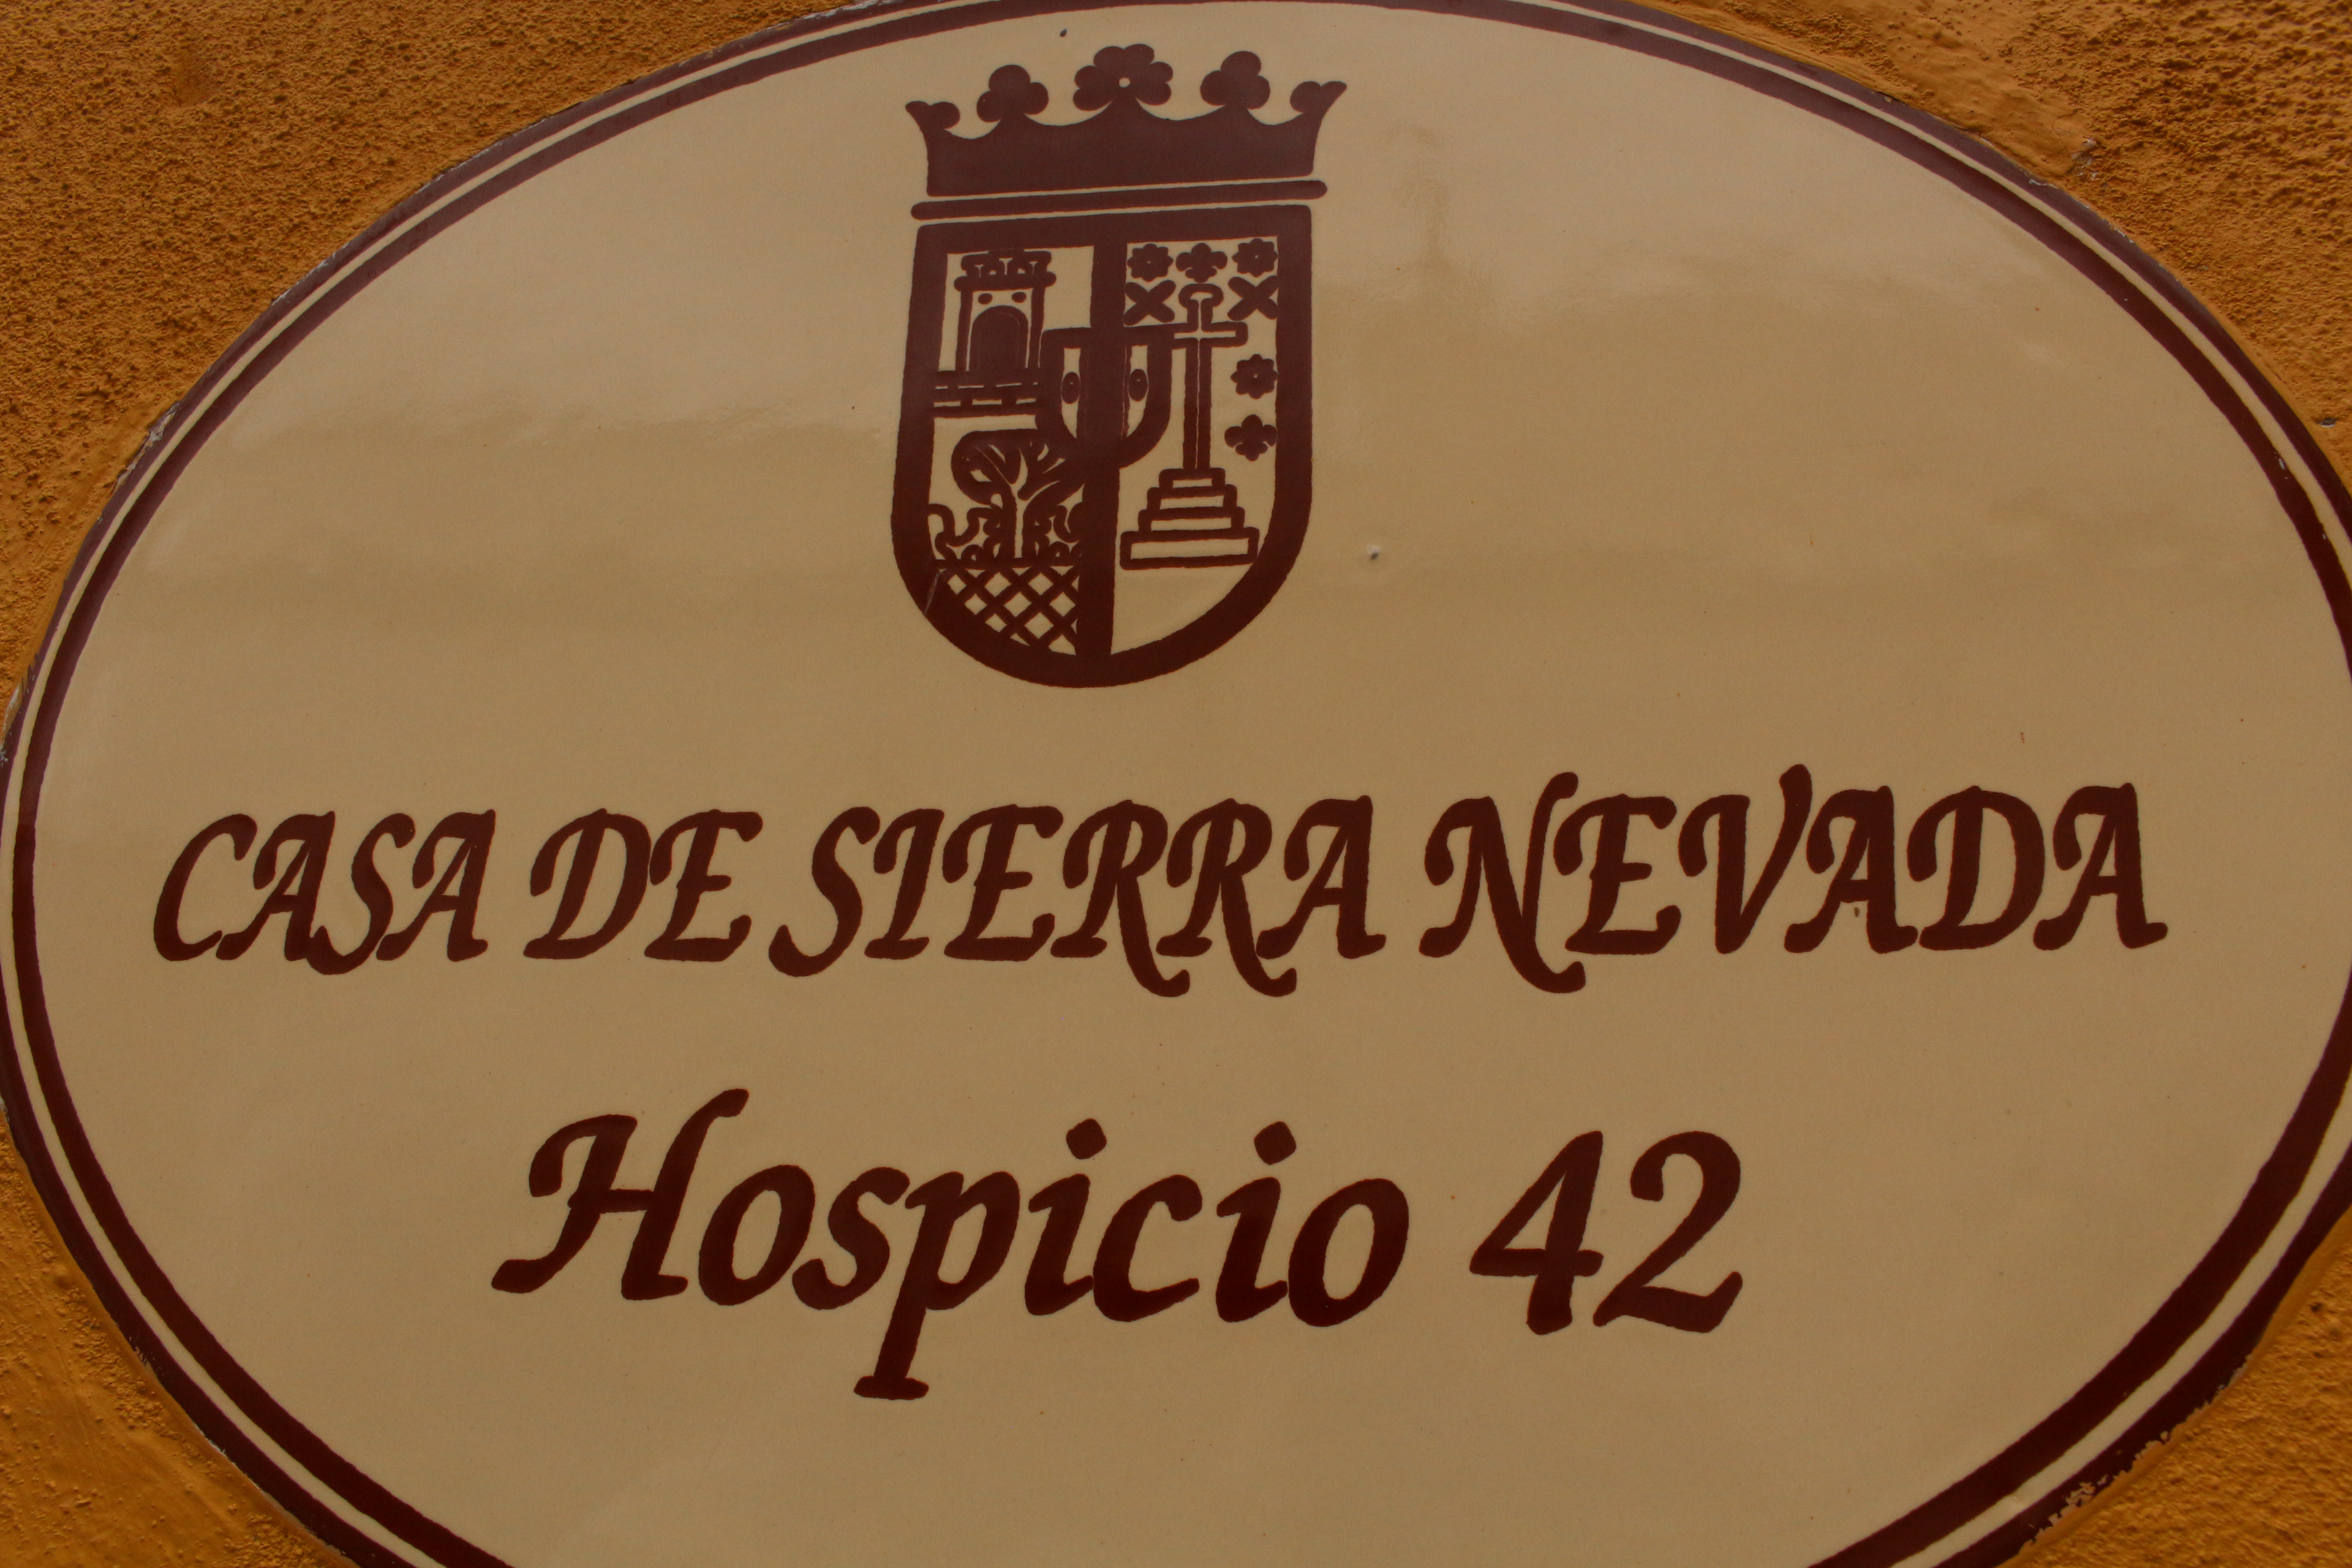 CASA DE SIERRA NEVADA
Hospicio 42